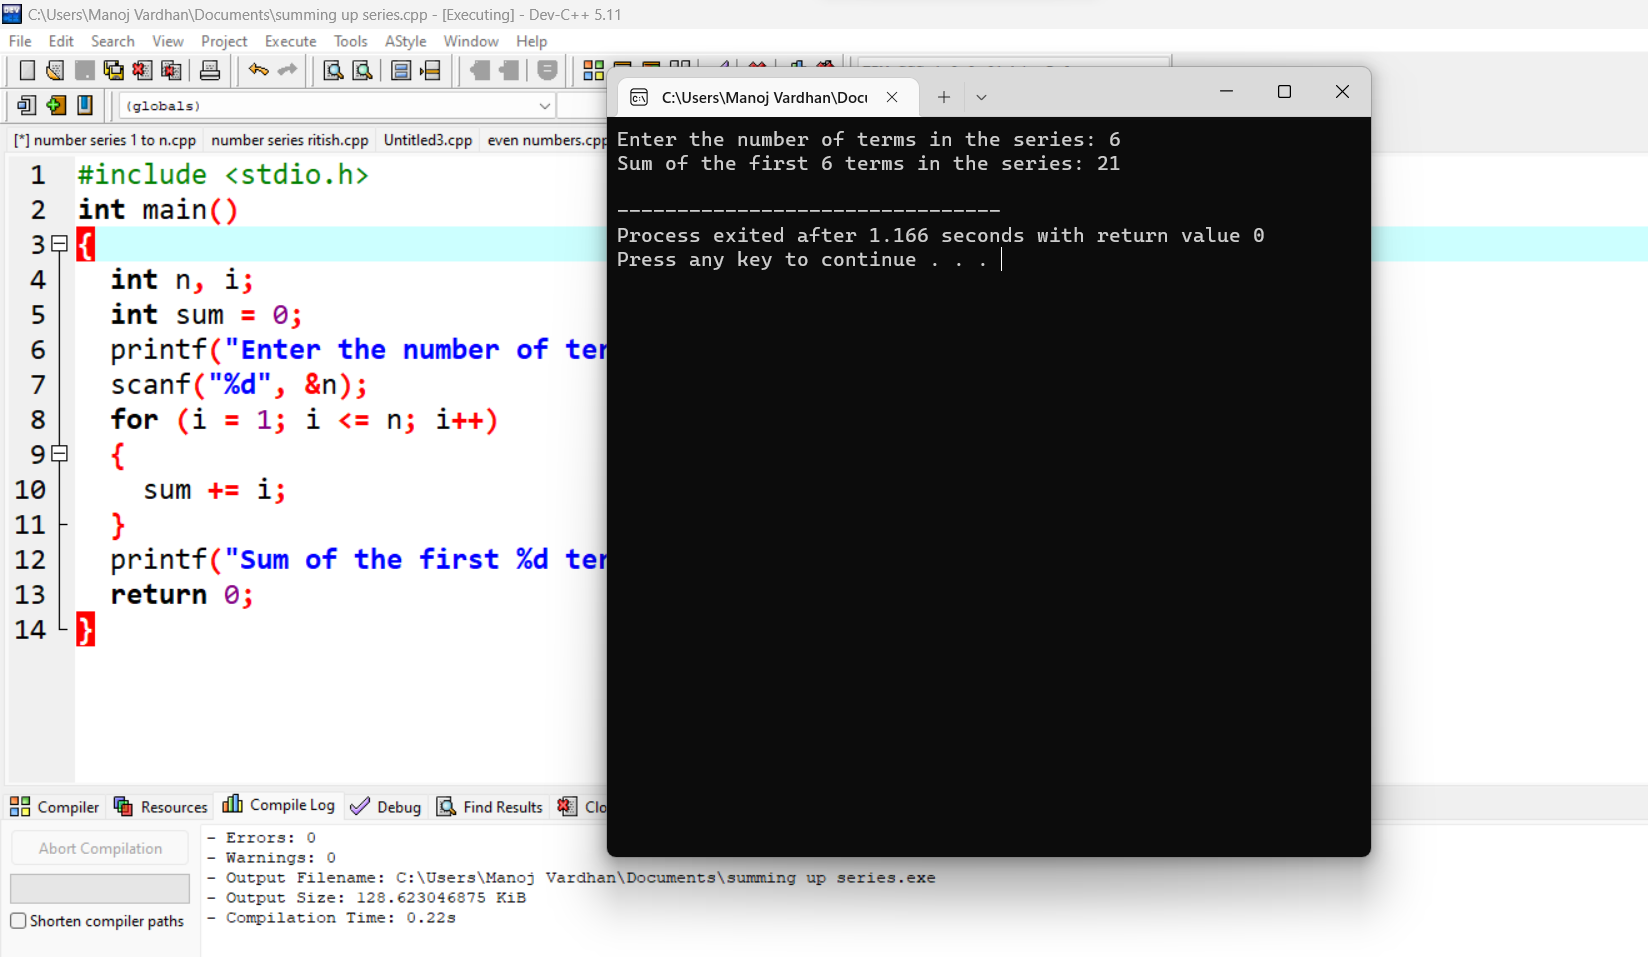 C:\Users\Manoj Vardhan\Documents\summing up series.cpp - [Executing] - Dev-C++ 5.11
File Edit Search View Project Execute Tools AStyle Window Help
(globals)
[*] number series 1 to n.cpp number series ritish.cpp Untitled3.cpp even numbers.cpp
1 #include <stdio.h>
2 int main()
3 {
4 int n, i;
5 int sum = 0;
6 printf("Enter the number of ter
7 scanf("%d", &n);
8 for (i = 1; i <= n; i++)
9 {
10 sum += i;
11 }
12 printf("Sum of the first %d ter
13 return 0;
14 }
C:\Users\Manoj Vardhan\Docu
Enter the number of terms in the series: 6
Sum of the first 6 terms in the series: 21
--------------------------------
Process exited after 1.166 seconds with return value 0
Press any key to continue . . .
Compiler Resources Compile Log Debug Find Results Clo
Abort Compilation
Shorten compiler paths
- Errors: 0
- Warnings: 0
- Output Filename: C:\Users\Manoj Vardhan\Documents\summing up series.exe
- Output Size: 128.623046875 KiB
- Compilation Time: 0.22s